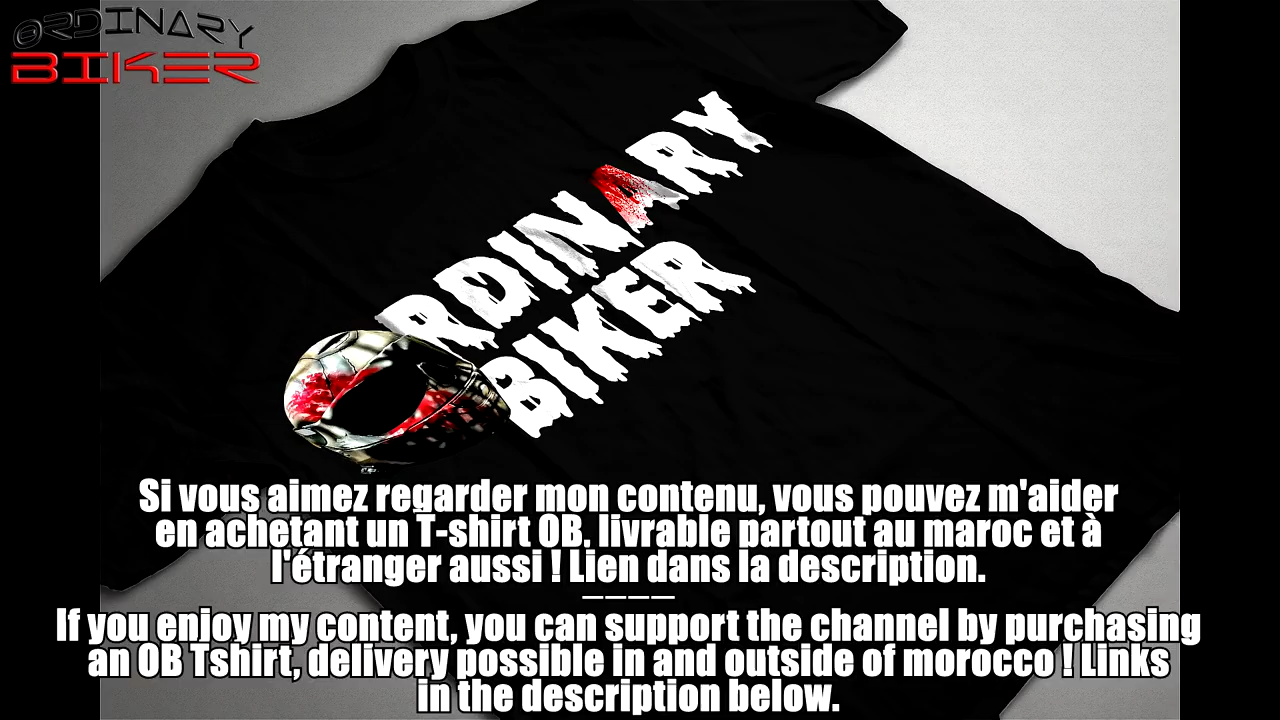 ORDINARY
BIKER
ORDINARY
BIKER
Si vous aimez regarder mon contenu, vous pouvez m'aider
en achetant un T-shirt OB. livrable partout au maroc et à
l'étranger aussi ! Lien dans la description.
————
If you enjoy my content, you can support the channel by purchasing
an OB Tshirt, delivery possible in and outside of morocco ! Links
in the description below.